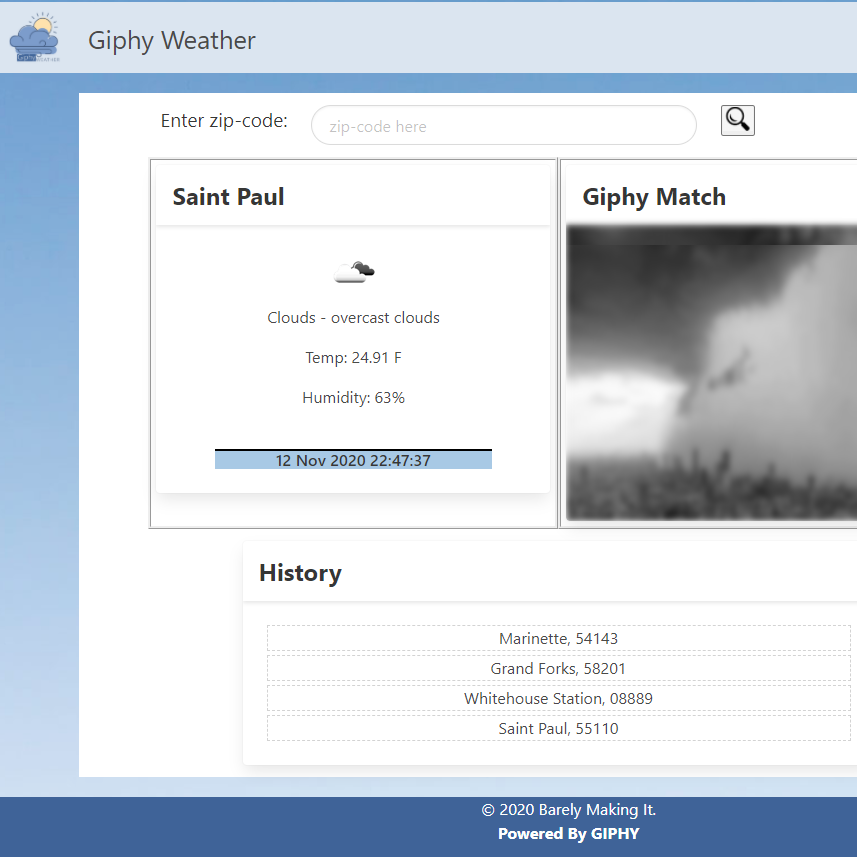 Giphy Weather
Enter zip-code:
zip-code here
Saint Paul
Clouds - overcast clouds
Temp: 24.91 F
Humidity: 63%
12 Nov 2020 22:47:37
Giphy Match
History
Marinette, 54143
Grand Forks, 58201
Whitehouse Station, 08889
Saint Paul, 55110
© 2020 Barely Making It.
Powered By GIPHY